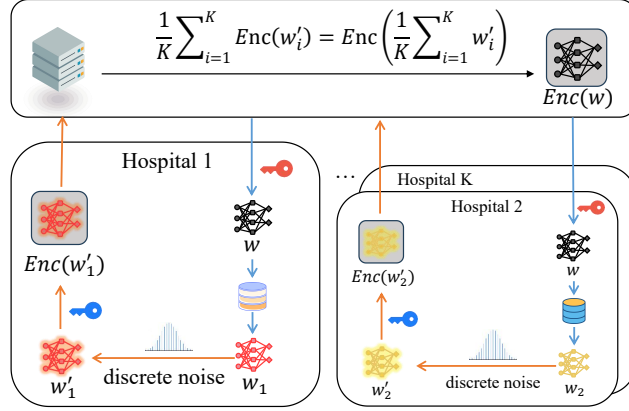 1/K ∑_{i=1}^{K} Enc(w'_i) = Enc(1/K ∑_{i=1}^{K} w'_i)
Enc(w)
Hospital 1
w
Enc(w'_1)
discrete noise
w'_1
w_1
...
Hospital K
Hospital 2
w
Enc(w'_2)
discrete noise
w'_2
w_2